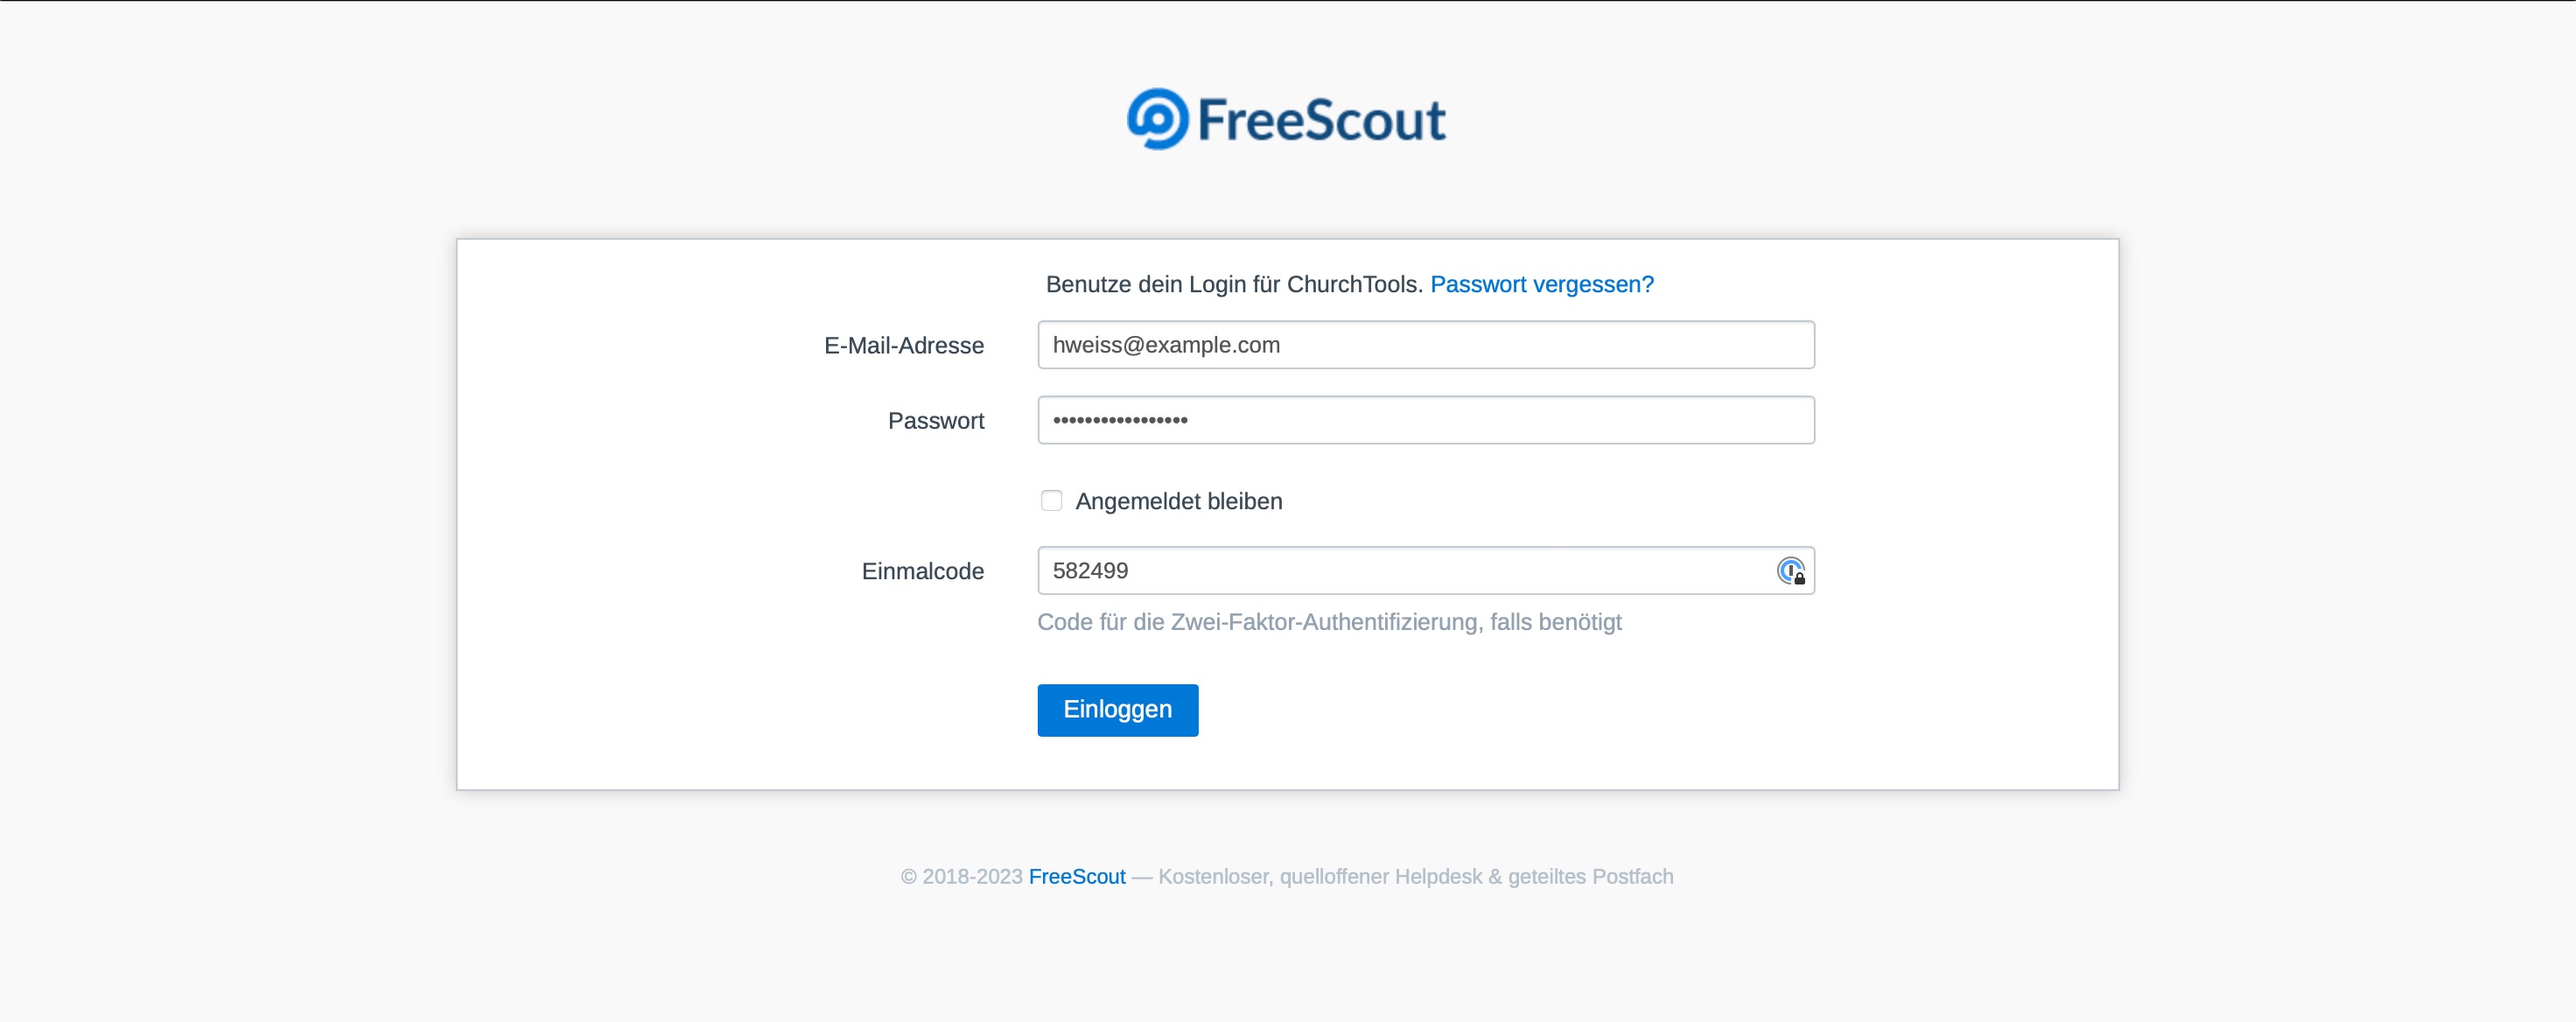 FreeScout
Benutze dein Login für ChurchTools. Passwort vergessen?
E-Mail-Adresse
hweiss@example.com
Passwort
•••••••••••••••••
Angemeldet bleiben
Einmalcode
582499
Code für die Zwei-Faktor-Authentifizierung, falls benötigt
Einloggen
© 2018-2023 FreeScout — Kostenloser, quelloffener Helpdesk & geteiltes Postfach